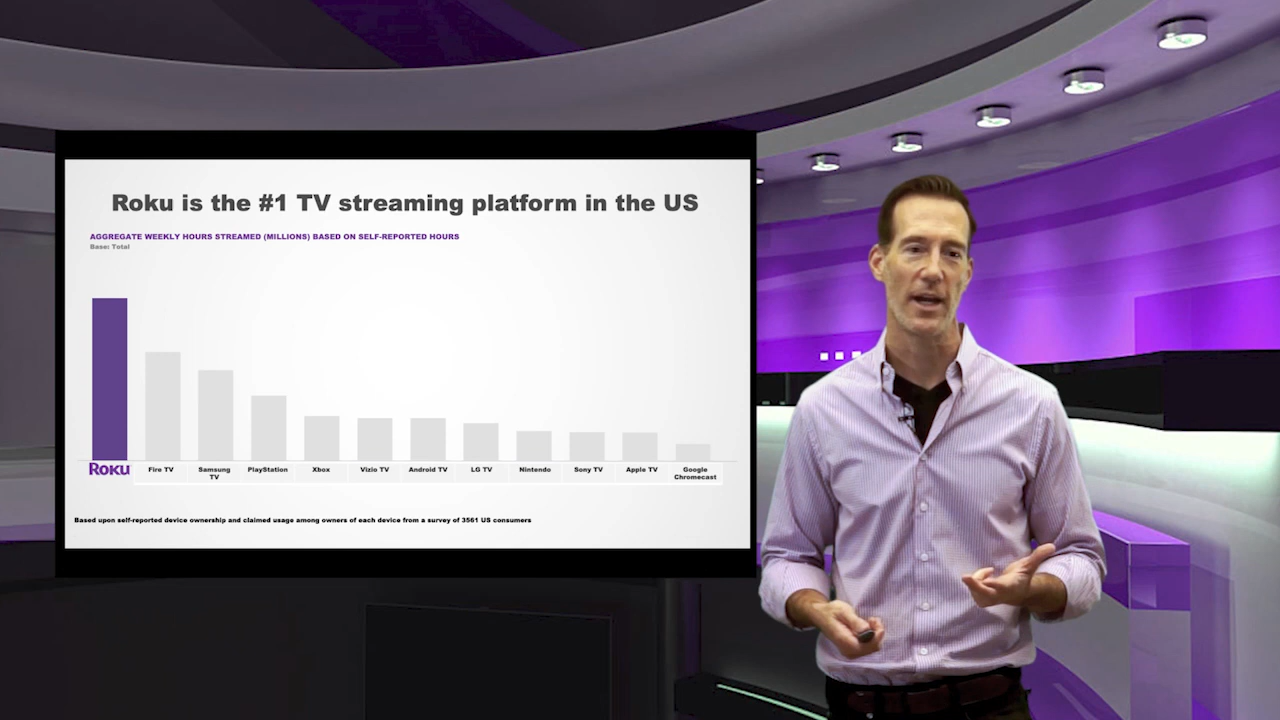 Roku is the #1 TV streaming platform in the US
AGGREGATE WEEKLY HOURS STREAMED (MILLIONS) BASED ON SELF-REPORTED HOURS
Base: Total
ROKU Fire TV Samsung TV PlayStation Xbox Vizio TV Android TV LG TV Nintendo Sony TV Apple TV Google Chromecast
Based upon self-reported device ownership and claimed usage among owners of each device from a survey of 3561 US consumers